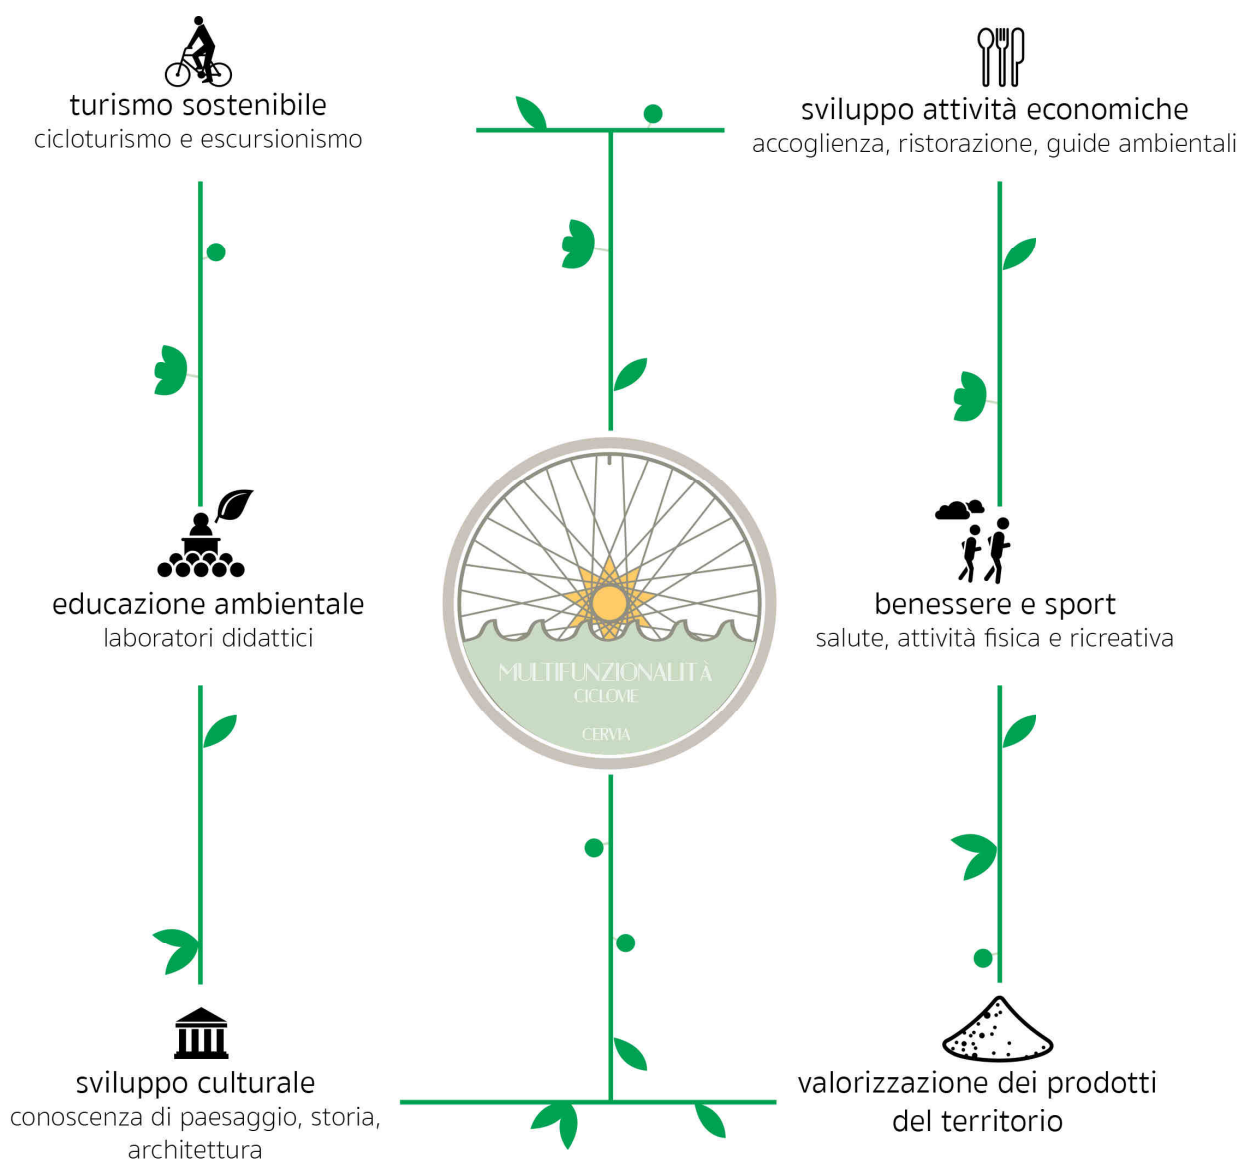 turismo sostenibile
cicloturismo e escursionismo
sviluppo attività economiche
accoglienza, ristorazione, guide ambientali
educazione ambientale
laboratori didattici
MULTIFUNZIONALITÀ
CICLOVIE
CERVIA
benessere e sport
salute, attività fisica e ricreativa
sviluppo culturale
conoscenza di paesaggio, storia,
architettura
valorizzazione dei prodotti
del territorio